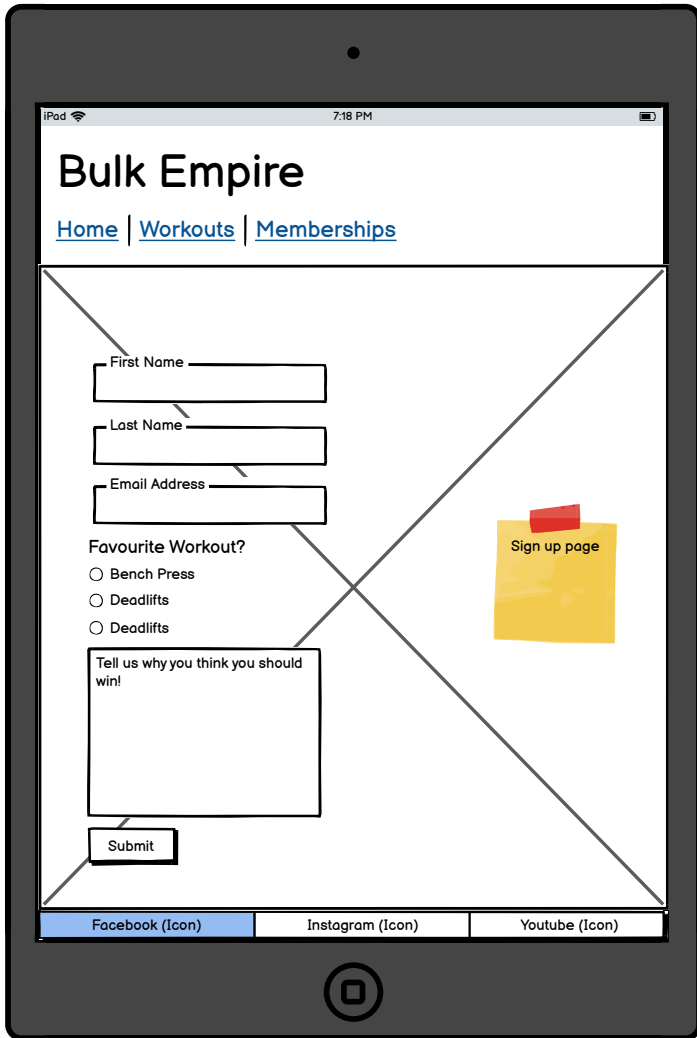 iPad
7:18 PM
Bulk Empire
Home | Workouts | Memberships
First Name
Last Name
Email Address
Favourite Workout?
Bench Press
Deadlifts
Deadlifts
Sign up page
Tell us why you think you should
win!
Submit
Facebook (Icon)
Instagram (Icon)
Youtube (Icon)